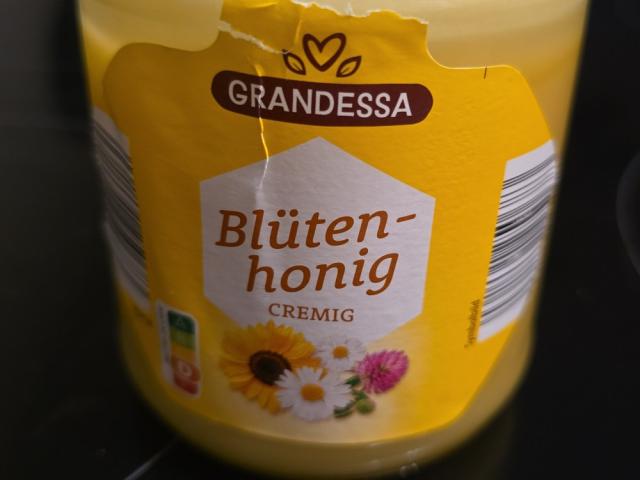 GRANDESSA
Blüten-
honig
CREMIG
D